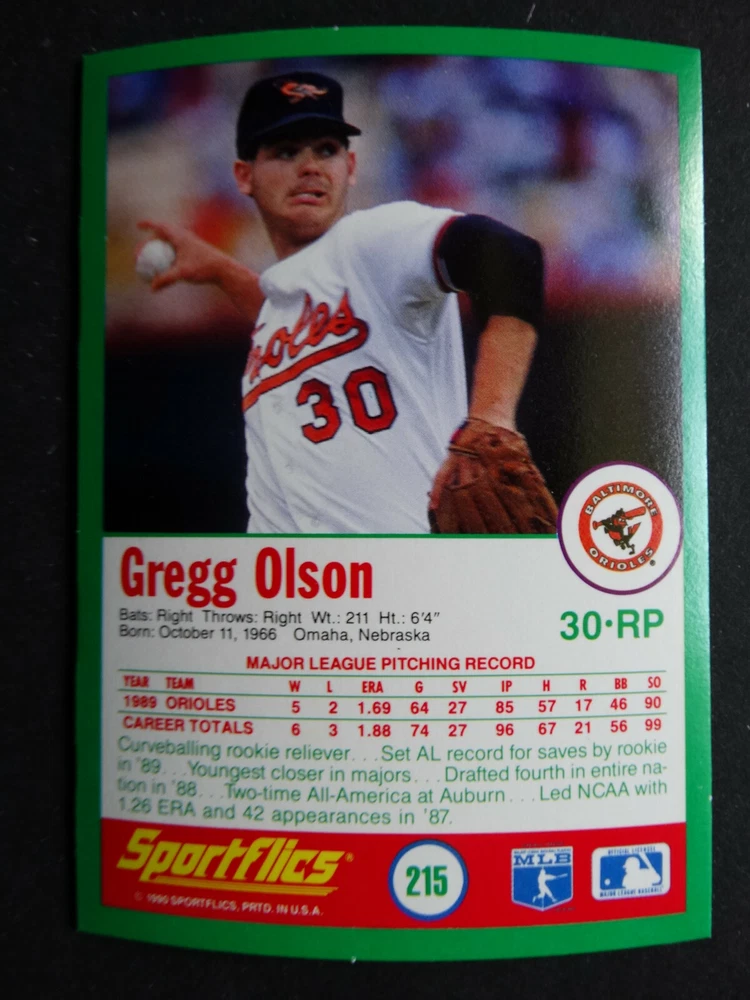 Orioles
30
BALTIMORE
ORIOLES
Gregg Olson
Bats: Right Throws: Right Wt.: 211 Ht.: 6'4"
Born: October 11, 1966 Omaha, Nebraska
30•RP
MAJOR LEAGUE PITCHING RECORD
YEAR TEAM W L ERA G SV IP H R BB SO
1989 ORIOLES 5 2 1.69 64 27 85 57 17 46 90
CAREER TOTALS 6 3 1.88 74 27 96 67 21 56 99
Curveballing rookie reliever...Set AL record for saves by rookie
in '89...Youngest closer in majors...Drafted fourth in entire na-
tion in '88...Two-time All-America at Auburn...Led NCAA with
1.26 ERA and 42 appearances in '87.
Sportflics®
© 1990 SPORTFLICS, PRTD. IN U.S.A.
215
MLB
OFFICIAL LICENSEE
MAJOR LEAGUE BASEBALL